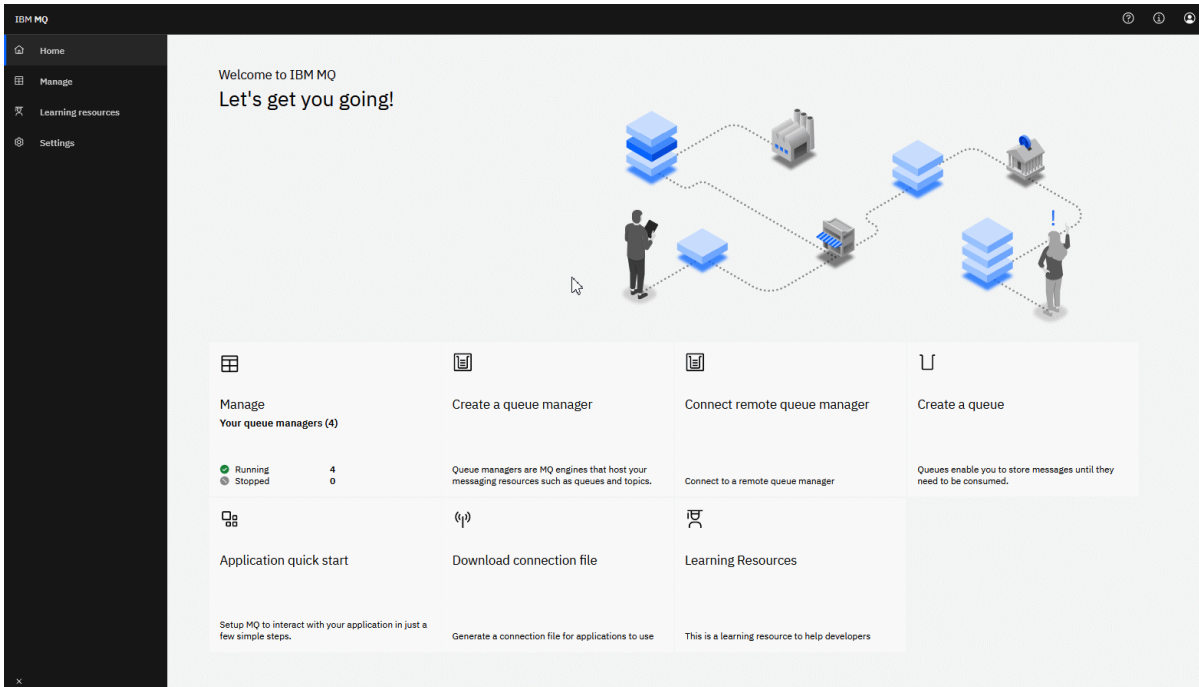 IBM MQ
Home
Manage
Learning resources
Settings
Welcome to IBM MQ
Let's get you going!
!
Manage
Your queue managers (4)
Running 4
Stopped 0
Create a queue manager
Queue managers are MQ engines that host your
messaging resources such as queues and topics.
Connect remote queue manager
Connect to a remote queue manager
Create a queue
Queues enable you to store messages until they
need to be consumed.
Application quick start
Setup MQ to interact with your application in just a
few simple steps.
Download connection file
Generate a connection file for applications to use
Learning Resources
This is a learning resource to help developers